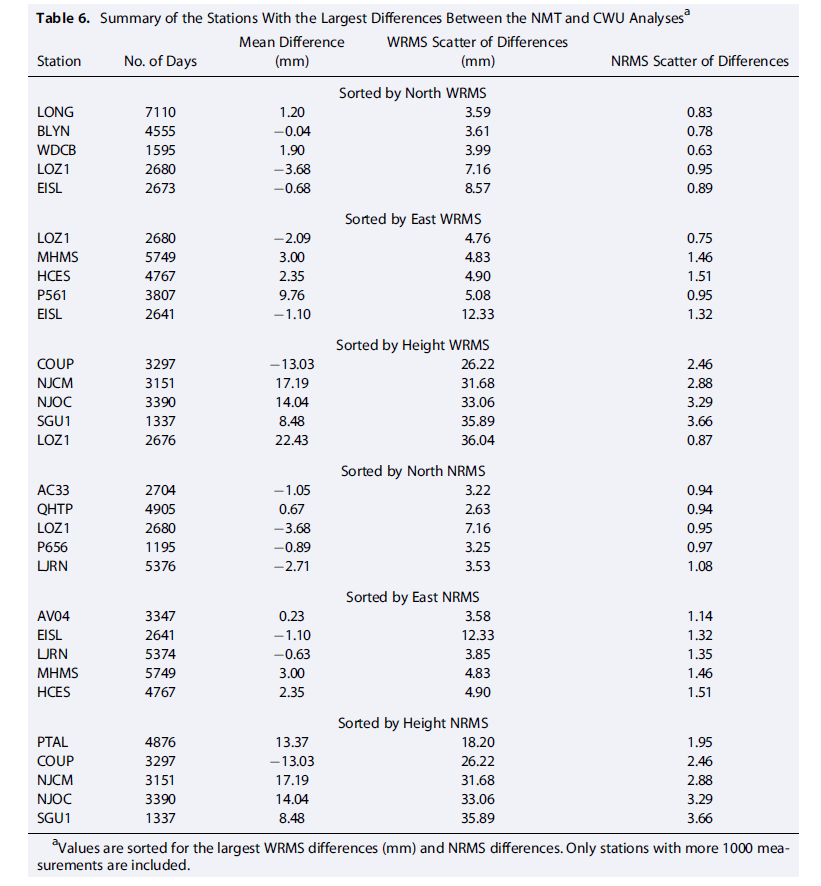 Table 6. Summary of the Stations With the Largest Differences Between the NMT and CWU Analysesa
Mean Difference WRMS Scatter of Differences
Station No. of Days (mm) (mm) NRMS Scatter of Differences
Sorted by North WRMS
LONG 7110 1.20 3.59 0.83
BLYN 4555 −0.04 3.61 0.78
WDCB 1595 1.90 3.99 0.63
LOZ1 2680 −3.68 7.16 0.95
EISL 2673 −0.68 8.57 0.89
Sorted by East WRMS
LOZ1 2680 −2.09 4.76 0.75
MHMS 5749 3.00 4.83 1.46
HCES 4767 2.35 4.90 1.51
P561 3807 9.76 5.08 0.95
EISL 2641 −1.10 12.33 1.32
Sorted by Height WRMS
COUP 3297 −13.03 26.22 2.46
NJCM 3151 17.19 31.68 2.88
NJOC 3390 14.04 33.06 3.29
SGU1 1337 8.48 35.89 3.66
LOZ1 2676 22.43 36.04 0.87
Sorted by North NRMS
AC33 2704 −1.05 3.22 0.94
QHTP 4905 0.67 2.63 0.94
LOZ1 2680 −3.68 7.16 0.95
P656 1195 −0.89 3.25 0.97
LJRN 5376 −2.71 3.53 1.08
Sorted by East NRMS
AV04 3347 0.23 3.58 1.14
EISL 2641 −1.10 12.33 1.32
LJRN 5374 −0.63 3.85 1.35
MHMS 5749 3.00 4.83 1.46
HCES 4767 2.35 4.90 1.51
Sorted by Height NRMS
PTAL 4876 13.37 18.20 1.95
COUP 3297 −13.03 26.22 2.46
NJCM 3151 17.19 31.68 2.88
NJOC 3390 14.04 33.06 3.29
SGU1 1337 8.48 35.89 3.66
aValues are sorted for the largest WRMS differences (mm) and NRMS differences. Only stations with more 1000 mea-
surements are included.